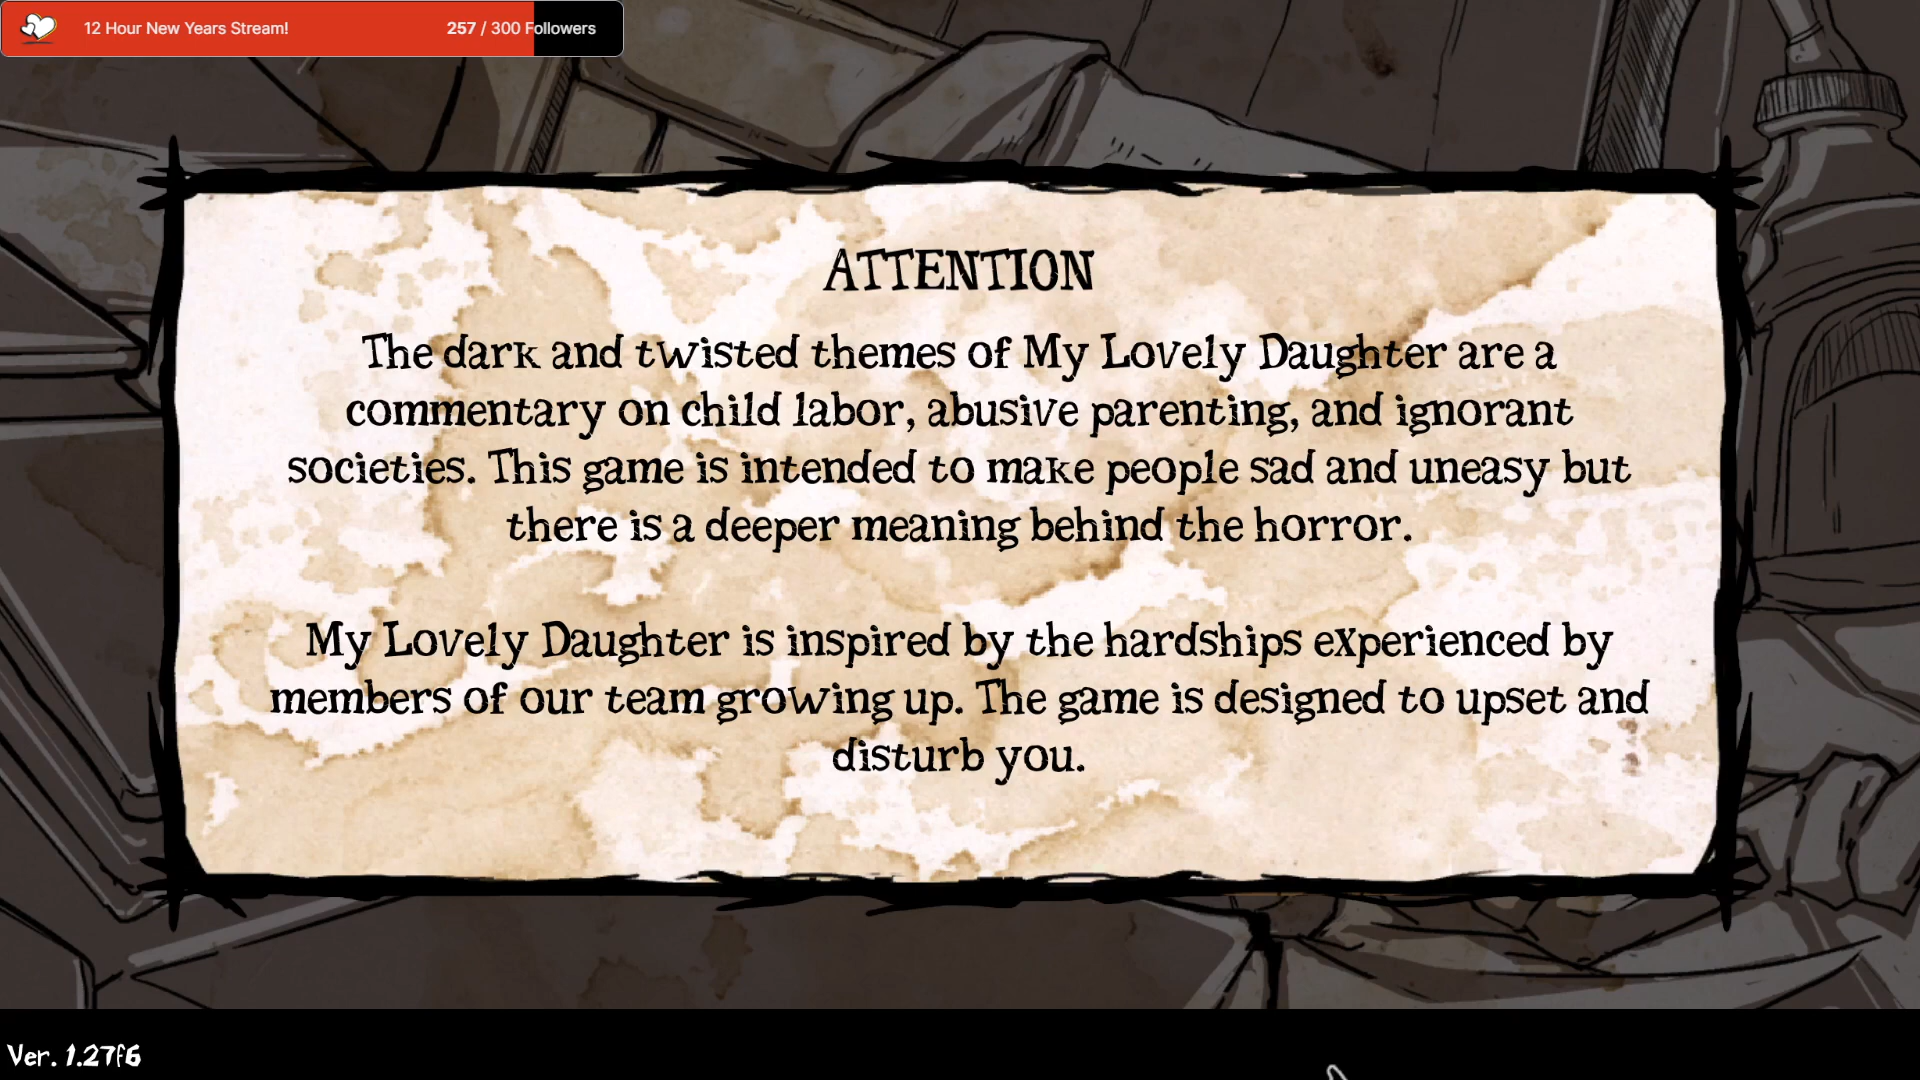 12 Hour New Years Stream! 257 / 300 Followers
ATTENTION
The dark and twisted themes of My Lovely Daughter are a
commentary on child labor, abusive parenting, and ignorant
societies. This game is intended to make people sad and uneasy but
there is a deeper meaning behind the horror.
My Lovely Daughter is inspired by the hardships experienced by
members of our team growing up. The game is designed to upset and
disturb you.
Ver. 1.27f6